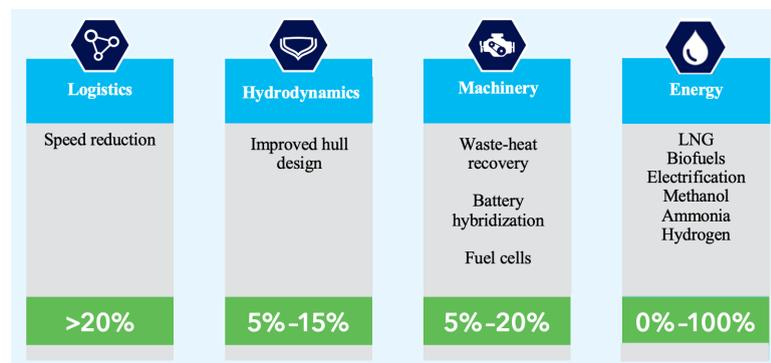 Logistics
Speed reduction
>20%
Hydrodynamics
Improved hull
design
5%-15%
Machinery
Waste-heat
recovery
Battery
hybridization
Fuel cells
5%-20%
Energy
LNG
Biofuels
Electrification
Methanol
Ammonia
Hydrogen
0%-100%